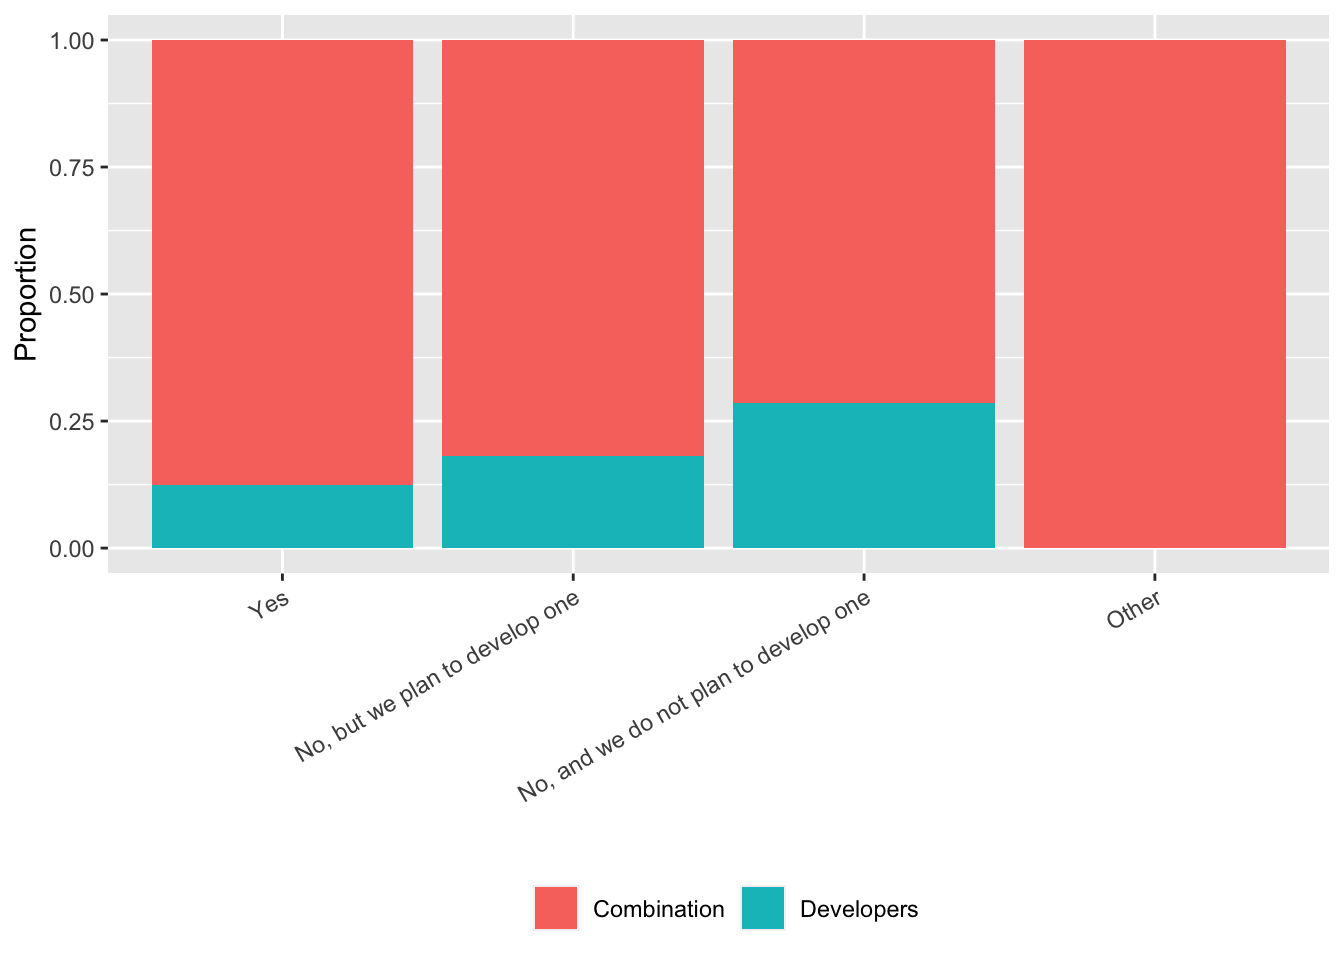 Proportion
1.00
0.75
0.50
0.25
0.00
Yes
No, but we plan to develop one
No, and we do not plan to develop one
Other
Combination
Developers